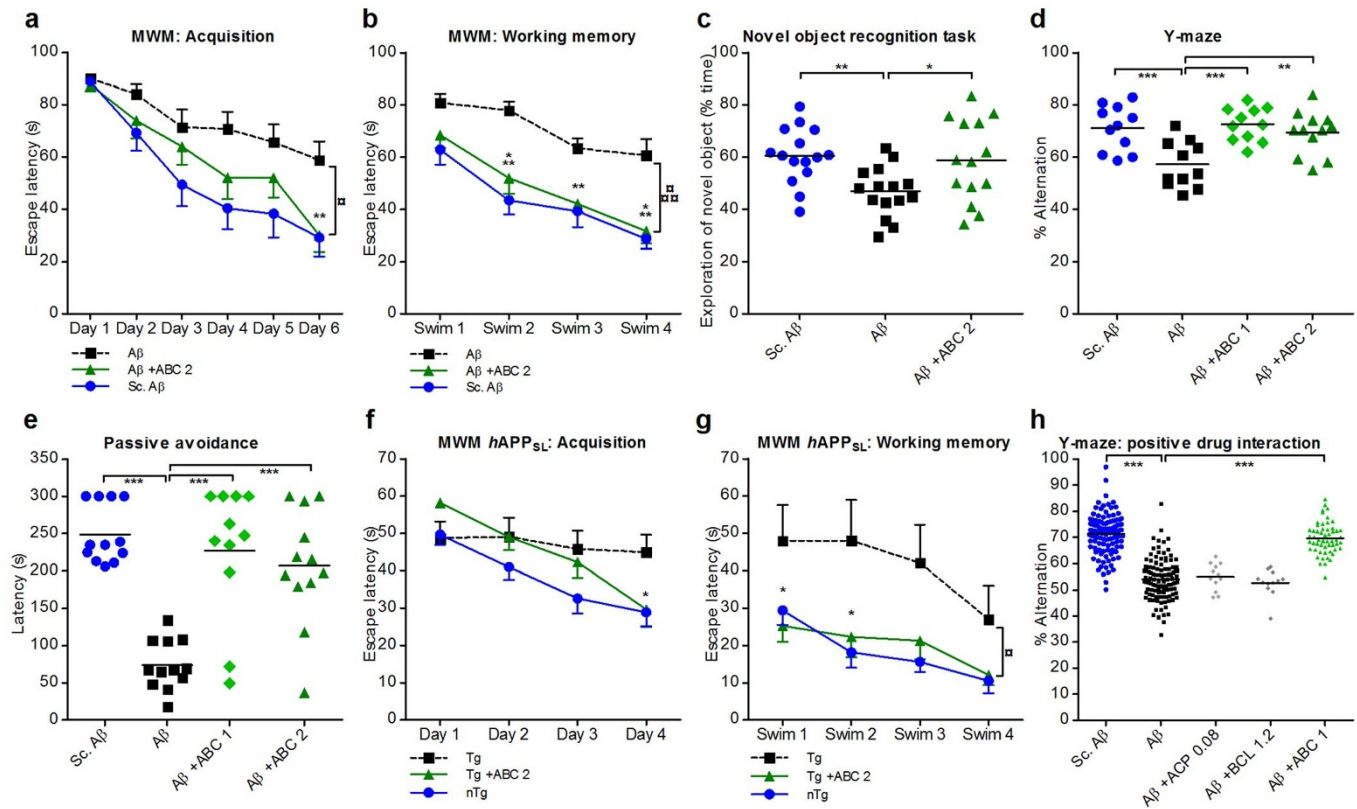 a
MWM: Acquisition
Escape latency (s)
100
80
60
40
20
0
**
¤
Day 1 Day 2 Day 3 Day 4 Day 5 Day 6
Aβ
Aβ +ABC 2
Sc. Aβ
b
MWM: Working memory
Escape latency (s)
100
80
60
40
20
0
*
**
**
*
**
¤¤
Swim 1 Swim 2 Swim 3 Swim 4
Aβ
Aβ +ABC 2
Sc. Aβ
c
Novel object recognition task
Exploration of novel object (% time)
100
80
60
40
20
0
** *
Sc. Aβ
Aβ
Aβ +ABC 2
d
Y-maze
% Alternation
100
80
60
40
20
0
*** *** **
Sc. Aβ
Aβ
Aβ +ABC 1
Aβ +ABC 2
e
Passive avoidance
Latency (s)
350
300
250
200
150
100
50
0
*** *** ***
Sc. Aβ
Aβ
Aβ +ABC 1
Aβ +ABC 2
f
MWM hAPPSL: Acquisition
Escape latency (s)
70
60
50
40
30
20
10
0
*
Day 1 Day 2 Day 3 Day 4
Tg
Tg +ABC 2
nTg
g
MWM hAPPSL: Working memory
Escape latency (s)
70
60
50
40
30
20
10
0
* *
¤
Swim 1 Swim 2 Swim 3 Swim 4
Tg
Tg +ABC 2
nTg
h
Y-maze: positive drug interaction
% Alternation
100
90
80
70
60
50
40
30
20
10
0
*** ***
Sc. Aβ
Aβ
Aβ +ACP 0.08
Aβ +BCL 1.2
Aβ +ABC 1